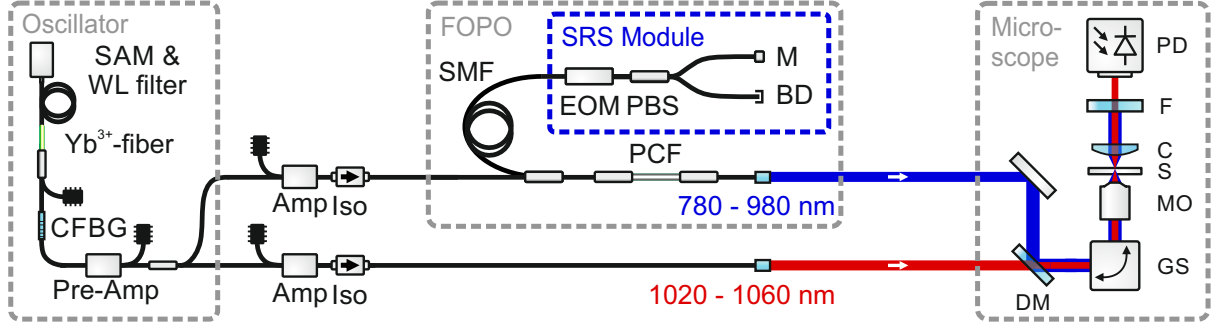 Oscillator
SAM &
WL filter
Yb³⁺-fiber
CFBG
Pre-Amp
Amp Iso
Amp Iso
FOPO
SMF
SRS Module
EOM PBS
M
BD
PCF
780 - 980 nm
1020 - 1060 nm
Micro-
scope
PD
F
C
S
MO
GS
DM